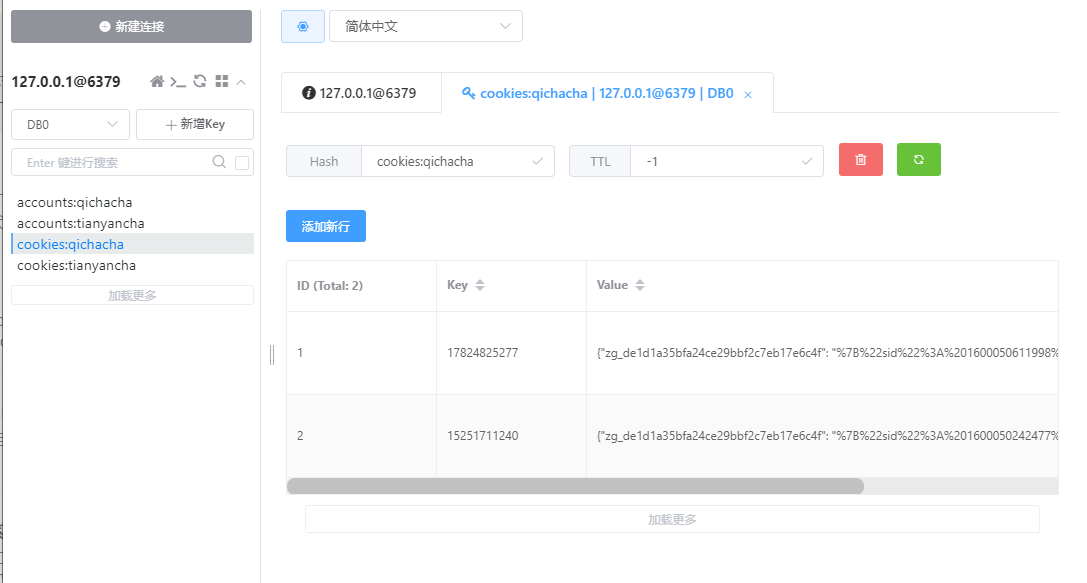 新建连接
简体中文
127.0.0.1@6379
127.0.0.1@6379
cookies:qichacha | 127.0.0.1@6379 | DB0
DB0
新增Key
Enter 键进行搜索
Hash
cookies:qichacha
TTL
-1
accounts:qichacha
accounts:tianyancha
cookies:qichacha
cookies:tianyancha
加载更多
添加新行
ID (Total: 2)
Key
Value
1
17824825277
{"zg_de1d1a35bfa24ce29bbf2c7eb17e6c4f": "%7B%22sid%22%3A%201600050611998%
2
15251711240
{"zg_de1d1a35bfa24ce29bbf2c7eb17e6c4f": "%7B%22sid%22%3A%201600050242477%
加载更多